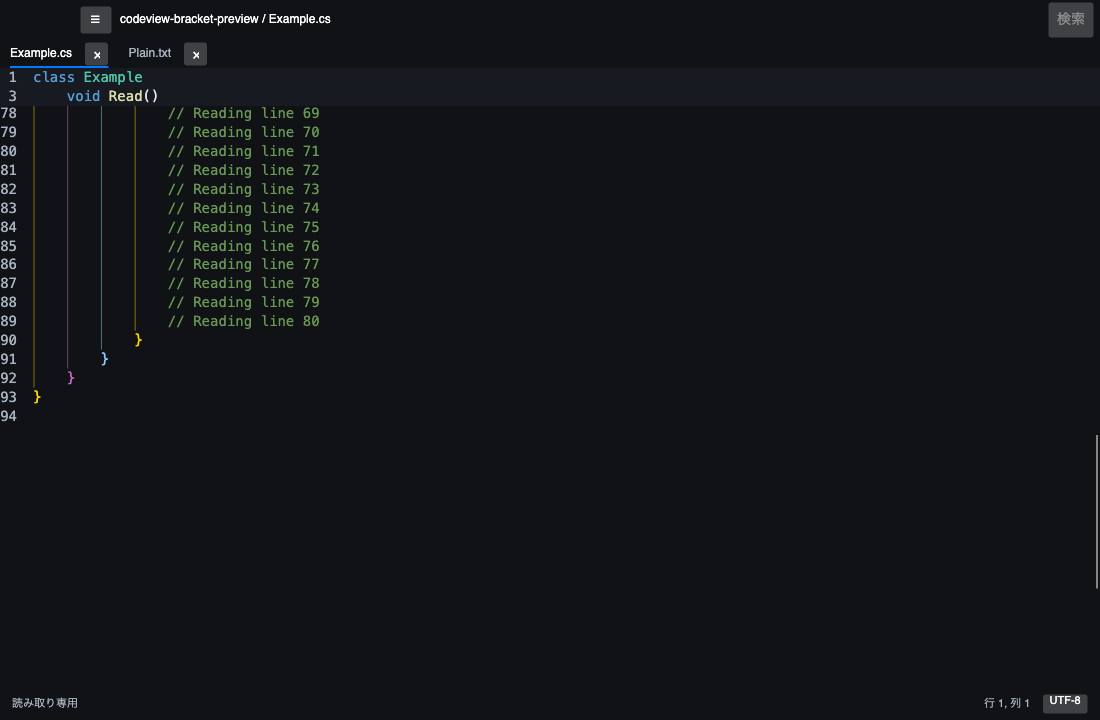 ≡ codeview-bracket-preview / Example.cs 検索
Example.cs × Plain.txt ×
1 class Example
3 void Read()
78 // Reading line 69
79 // Reading line 70
80 // Reading line 71
81 // Reading line 72
82 // Reading line 73
83 // Reading line 74
84 // Reading line 75
85 // Reading line 76
86 // Reading line 77
87 // Reading line 78
88 // Reading line 79
89 // Reading line 80
90 }
91 }
92 }
93 }
94
読み取り専用 行 1, 列 1 UTF-8